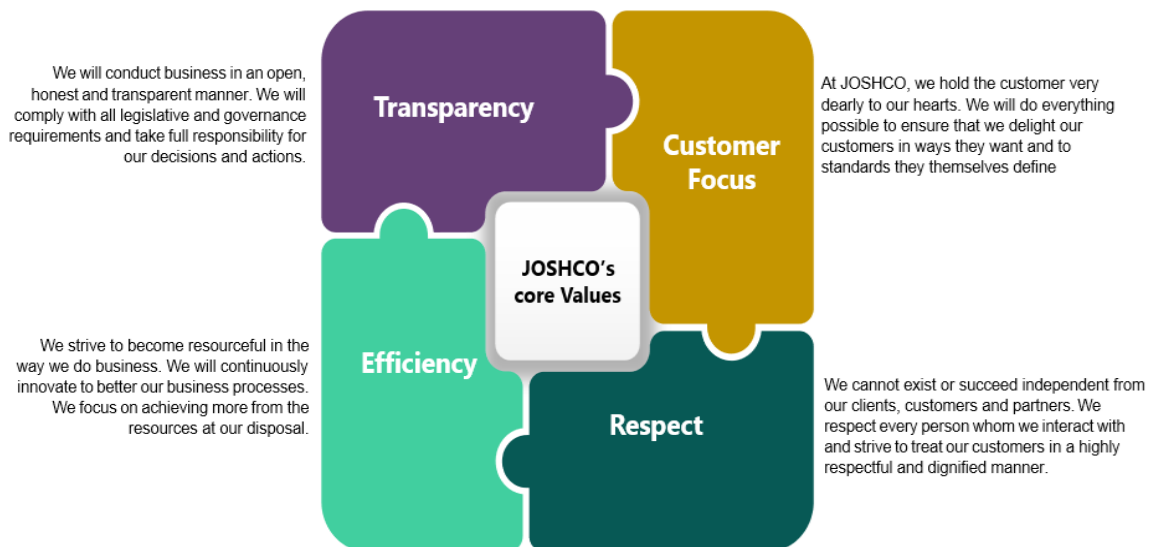 We will conduct business in an open,
honest and transparent manner. We will
comply with all legislative and governance
requirements and take full responsibility for
our decisions and actions.
Transparency
Customer
Focus
At JOSHCO, we hold the customer very
dearly to our hearts. We will do everything
possible to ensure that we delight our
customers in ways they want and to
standards they themselves define
JOSHCO’s
core Values
We strive to become resourceful in the
way we do business. We will continuously
innovate to better our business processes.
We focus on achieving more from the
resources at our disposal.
Efficiency
Respect
We cannot exist or succeed independent from
our clients, customers and partners. We
respect every person whom we interact with
and strive to treat our customers in a highly
respectful and dignified manner.